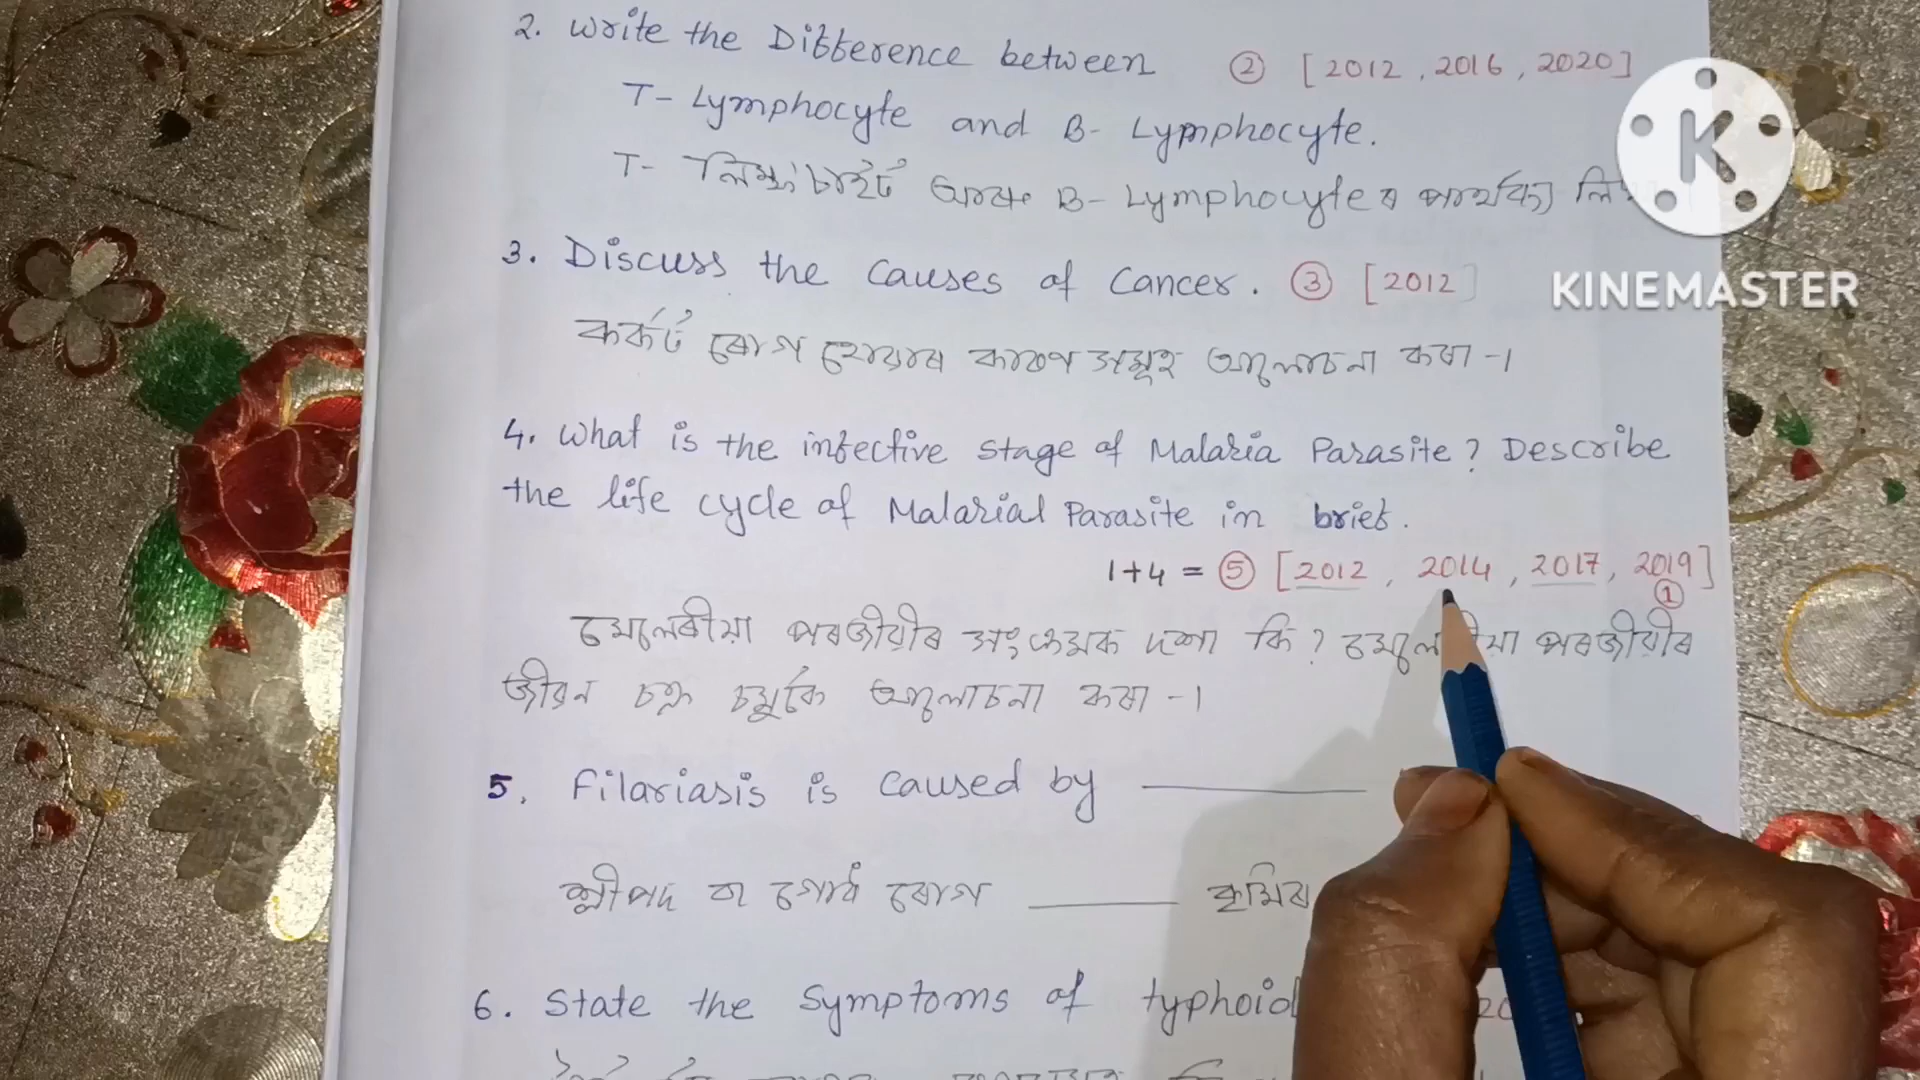 2. Write the Difference between ② [2012, 2016, 2020]
T- Lymphocyte and B- Lymphocyte.
T- লিম্ফ'চাইট আৰু B- Lymphocyteৰ পাৰ্থক্য
KINEMASTER
3. Discuss the Causes of Cancer. ③ [2012]
কৰ্কট ৰোগ হোৱাৰ কাৰণ সমূহ আলোচনা কৰা -।
4. What is the infective stage of Malaria Parasite? Describe
the life cycle of Malarial Parasite in brief.
1+4 = ⑤ [2012, 2014, 2017, 2019]
①
মেলেৰীয়া পৰজীৱীৰ সংক্ৰমক দশা কি? পৰজীৱীৰ
জীৱন চক্ৰ চমুকৈ আলোচনা কৰা -।
5. Filariasis is caused by ________
শ্লীপদ বা গোধ ৰোগ ________ কৃমিৰ
6. State the Symptoms of typhoid